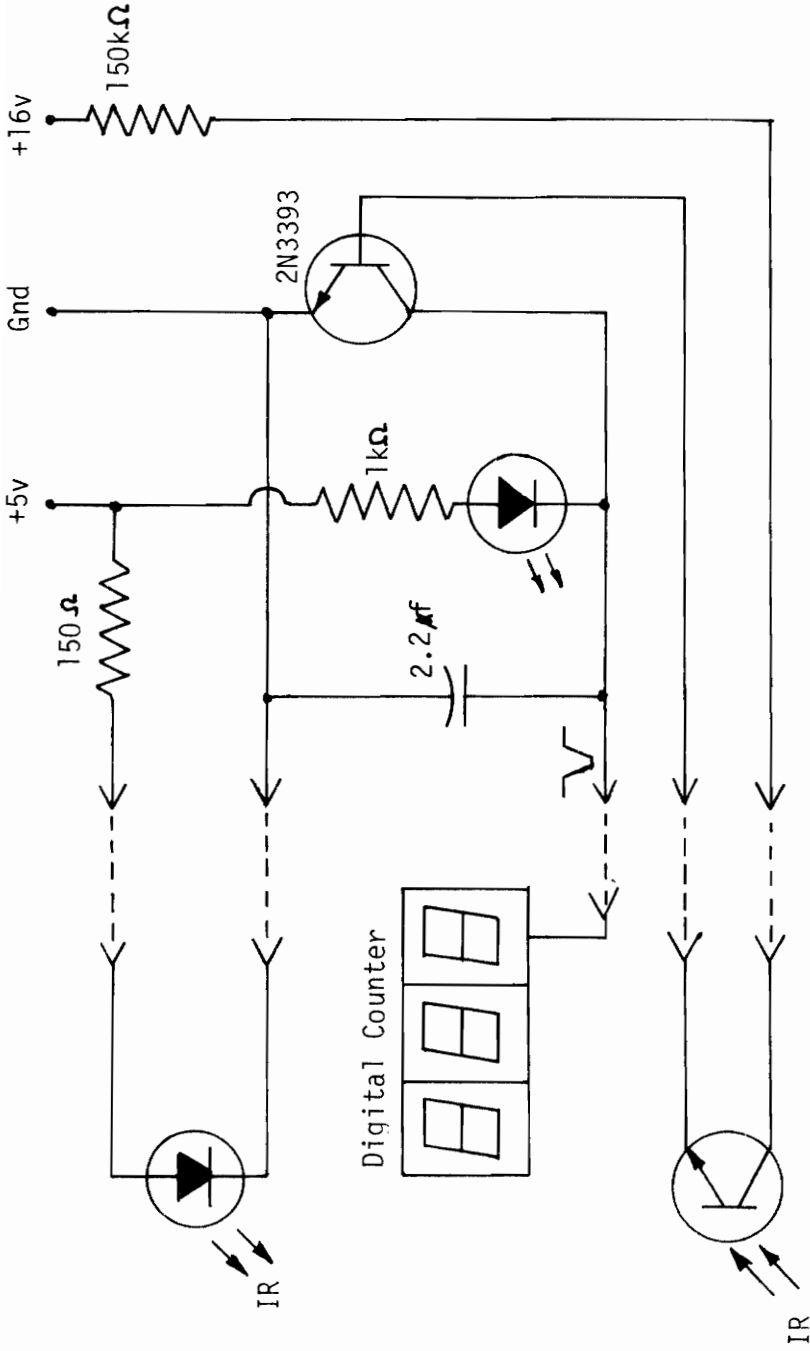 +16v
150kΩ
Gnd
2N3393
+5v
1kΩ
150Ω
2.2µf
Digital Counter
IR
IR